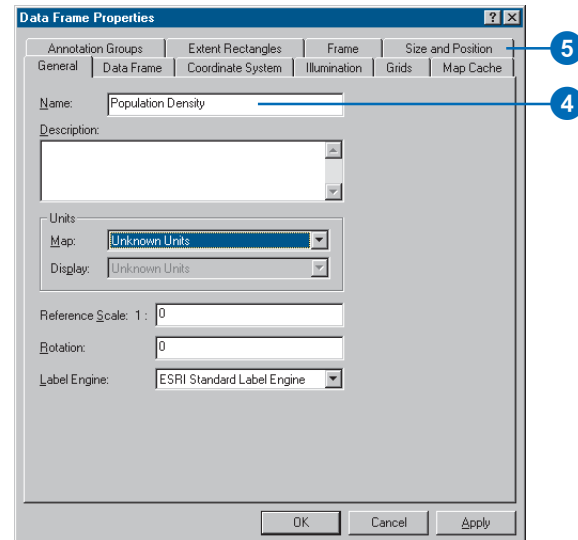 Data Frame Properties
Annotation Groups Extent Rectangles Frame Size and Position
5
General Data Frame Coordinate System Illumination Grids Map Cache
Name: Population Density
4
Description:
Units
Map: Unknown Units
Display: Unknown Units
Reference Scale: 1 : 0
Rotation: 0
Label Engine: ESRI Standard Label Engine
OK Cancel Apply